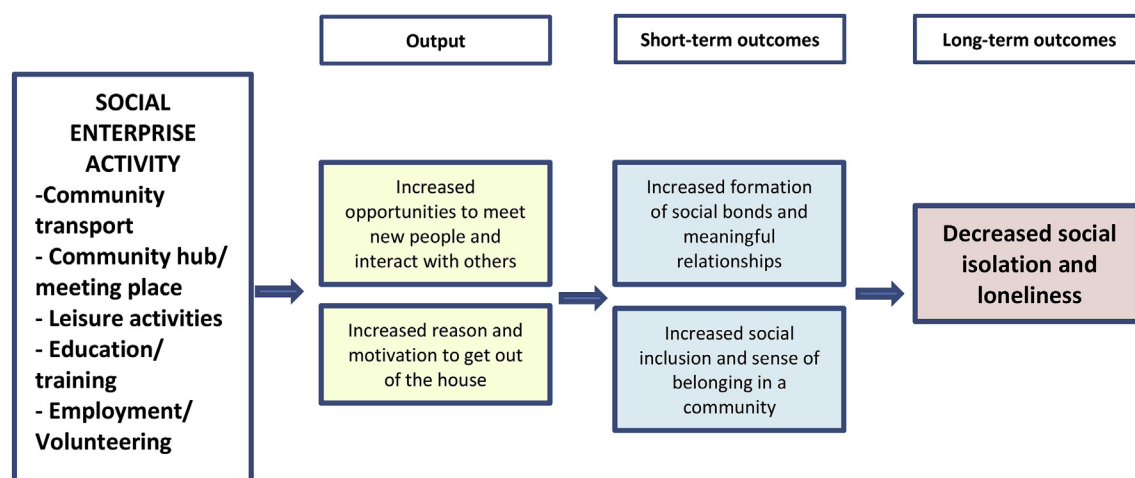 Output
Short-term outcomes
Long-term outcomes
SOCIAL
ENTERPRISE
ACTIVITY
-Community
transport
- Community hub/
meeting place
- Leisure activities
- Education/
training
- Employment/
Volunteering
Increased
opportunities to meet
new people and
interact with others
Increased reason and
motivation to get out
of the house
Increased formation
of social bonds and
meaningful
relationships
Increased social
inclusion and sense of
belonging in a
community
Decreased social
isolation and
loneliness